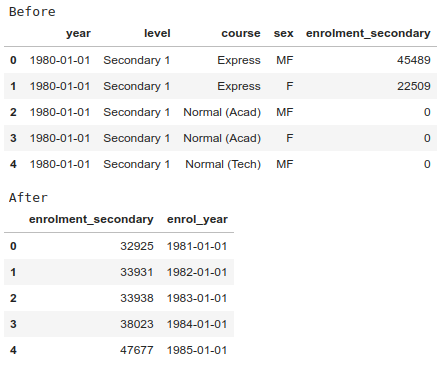 Before
year level course sex enrolment_secondary
0 1980-01-01 Secondary 1 Express MF 45489
1 1980-01-01 Secondary 1 Express F 22509
2 1980-01-01 Secondary 1 Normal (Acad) MF 0
3 1980-01-01 Secondary 1 Normal (Acad) F 0
4 1980-01-01 Secondary 1 Normal (Tech) MF 0
After
enrolment_secondary enrol_year
0 32925 1981-01-01
1 33931 1982-01-01
2 33938 1983-01-01
3 38023 1984-01-01
4 47677 1985-01-01